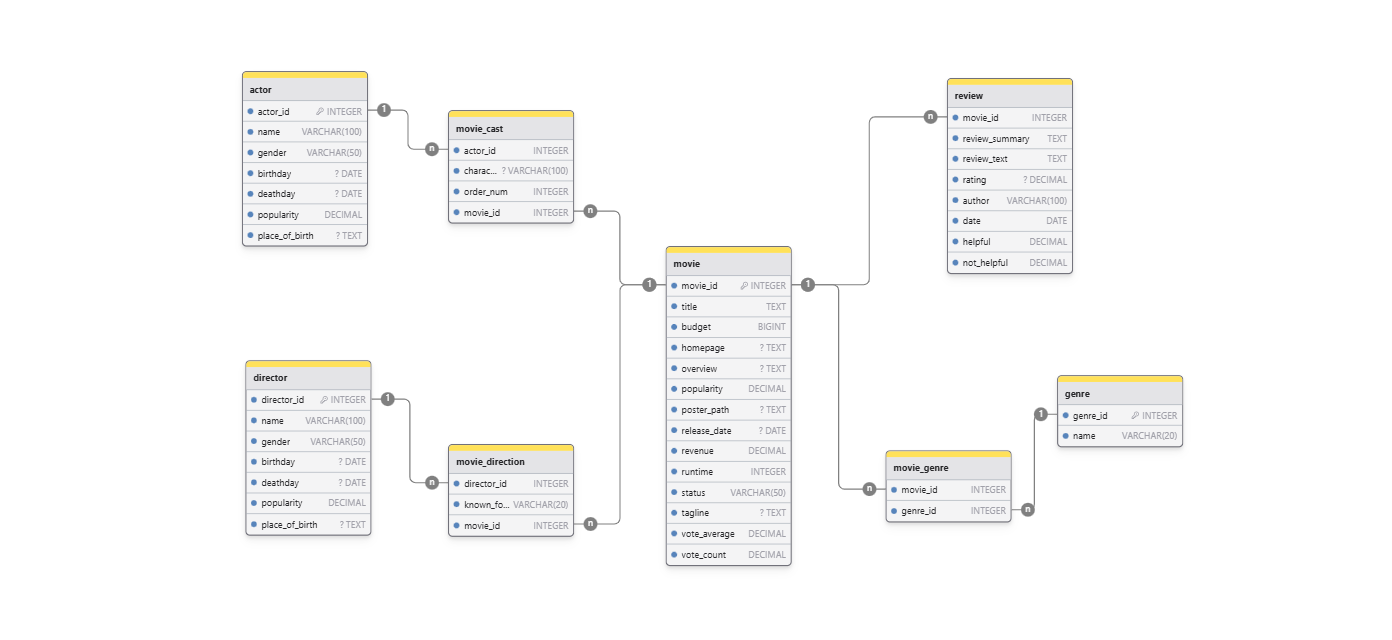 actor
actor_id INTEGER
name VARCHAR(100)
gender VARCHAR(50)
birthday ? DATE
deathday ? DATE
popularity DECIMAL
place_of_birth ? TEXT
1
n
movie_cast
actor_id INTEGER
charac... ? VARCHAR(100)
order_num INTEGER
movie_id INTEGER
n
1
director
director_id INTEGER
name VARCHAR(100)
gender VARCHAR(50)
birthday ? DATE
deathday ? DATE
popularity DECIMAL
place_of_birth ? TEXT
1
n
movie_direction
director_id INTEGER
known_fo... VARCHAR(20)
movie_id INTEGER
n
movie
movie_id INTEGER
title TEXT
budget BIGINT
homepage ? TEXT
overview ? TEXT
popularity DECIMAL
poster_path ? TEXT
release_date ? DATE
revenue DECIMAL
runtime INTEGER
status VARCHAR(50)
tagline ? TEXT
vote_average DECIMAL
vote_count DECIMAL
1
n
review
movie_id INTEGER
review_summary TEXT
review_text TEXT
rating ? DECIMAL
author VARCHAR(100)
date DATE
helpful DECIMAL
not_helpful DECIMAL
n
movie_genre
movie_id INTEGER
genre_id INTEGER
n
1
genre
genre_id INTEGER
name VARCHAR(20)